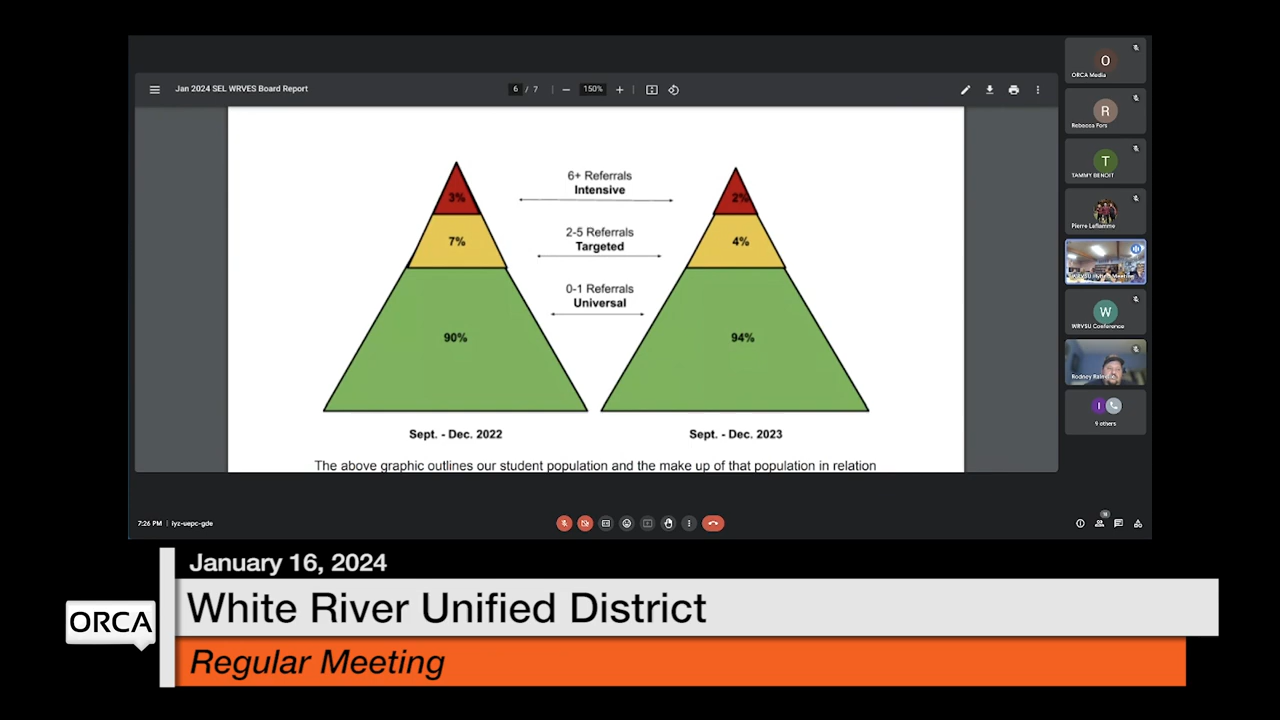 Jan 2024 SEL WRVES Board Report
6 / 7
150%
6+ Referrals
Intensive
2-5 Referrals
Targeted
0-1 Referrals
Universal
3%
7%
90%
2%
4%
94%
Sept. - Dec. 2022
Sept. - Dec. 2023
The above graphic outlines our student population and the make up of that population in relation
O
ORCA Media
R
Rebecca Fors
T
TAMMY BENOIT
Pierre Laflamme
W
WRVSU Conference
I
9 others
7:26 PM | iyz-uepc-gde
January 16, 2024
White River Unified District
Regular Meeting
ORCA